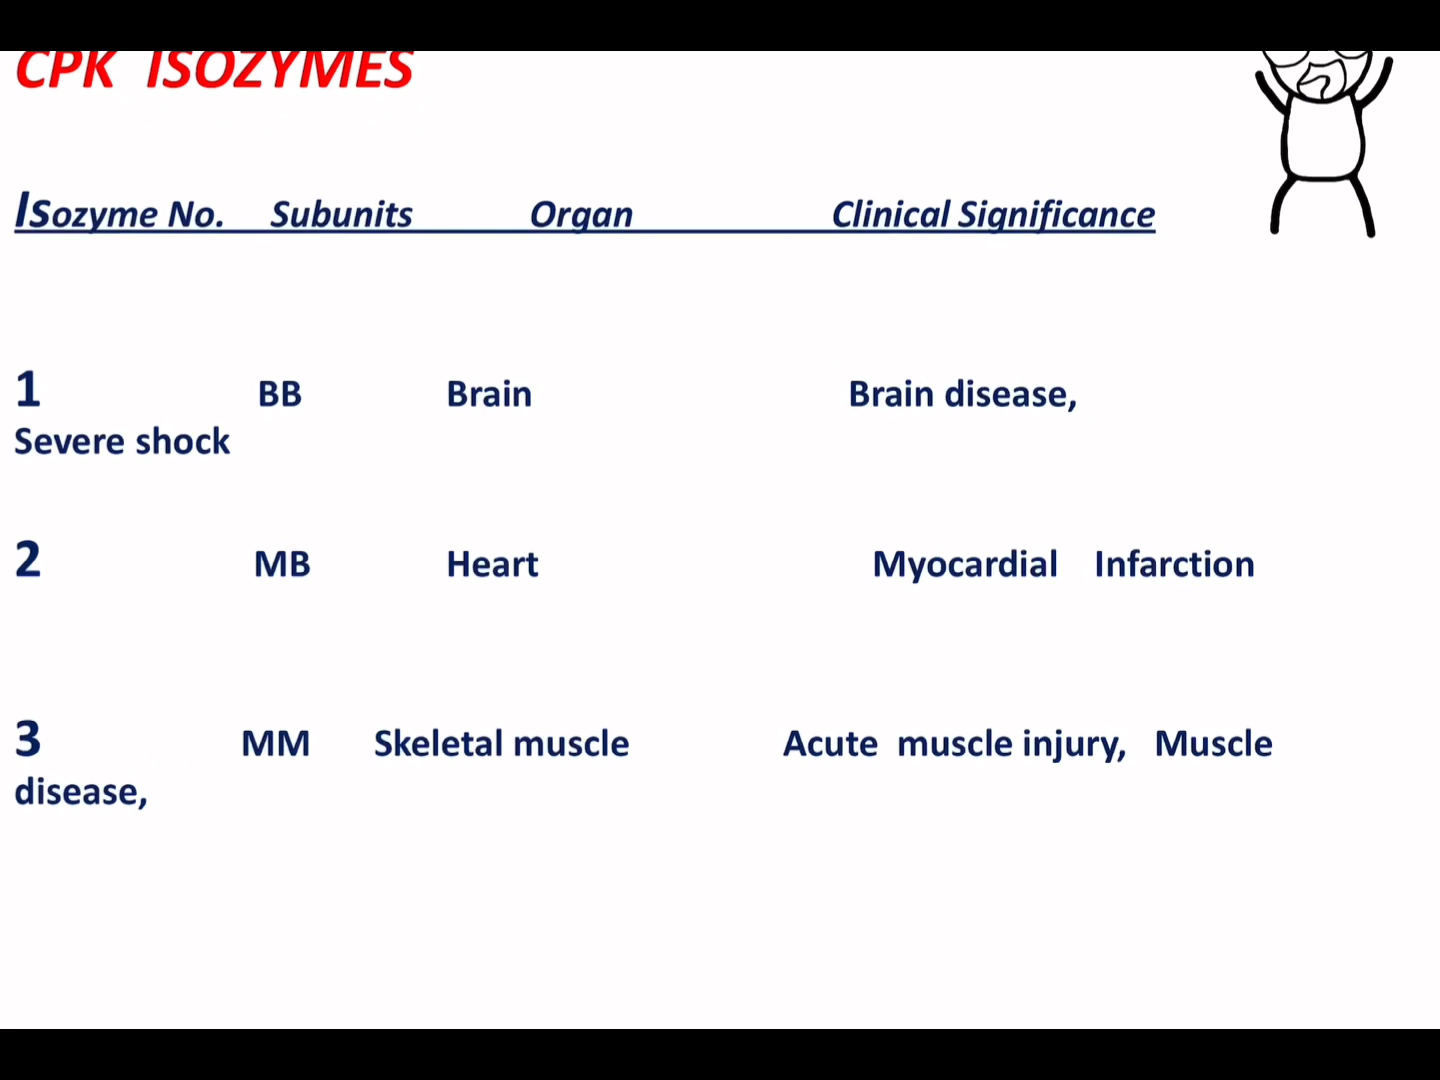 CPK ISOZYMES
Isozyme No. Subunits Organ Clinical Significance
1 BB Brain Brain disease,
Severe shock
2 MB Heart Myocardial Infarction
3 MM Skeletal muscle Acute muscle injury, Muscle
disease,